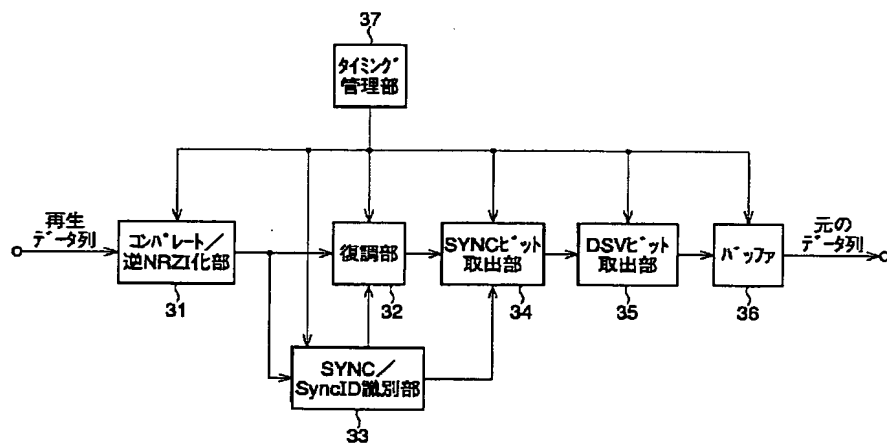 37
タイミング
管理部
再生
データ列
コンパレート／
逆NRZI化部
31
復調部
32
SYNCビット
取出部
34
DSVビット
取出部
35
バッファ
36
元の
データ列
SYNC／
SyncID識別部
33